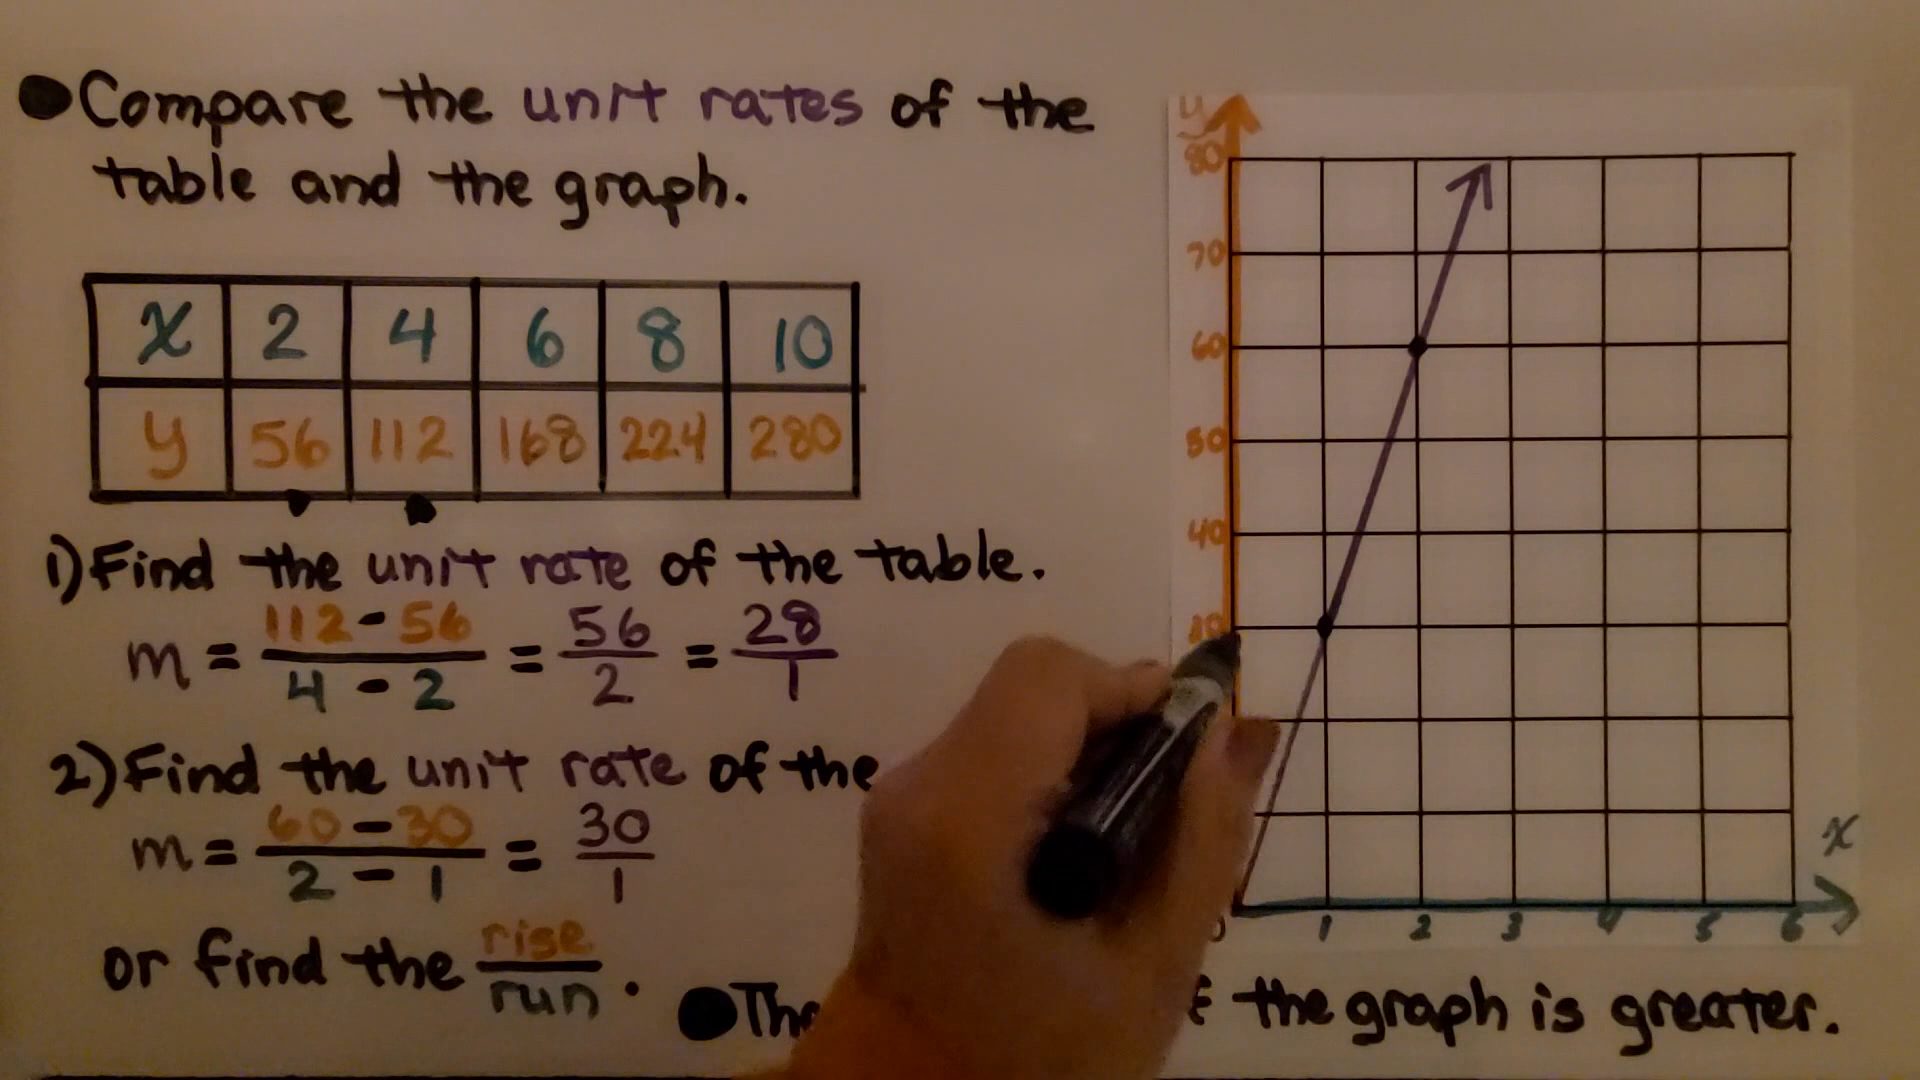 Compare the unit rates of the
table and the graph.
x 2 4 6 8 10
y 56 112 168 224 280
1) Find the unit rate of the table.
m = 112 - 56 / 4 - 2 = 56 / 2 = 28 / 1
2) Find the unit rate of the
m = 60 - 30 / 2 - 1 = 30 / 1
or find the rise / run .
the graph is greater.
y
80
70
60
50
40
0 1 2 3 4 5 6
x